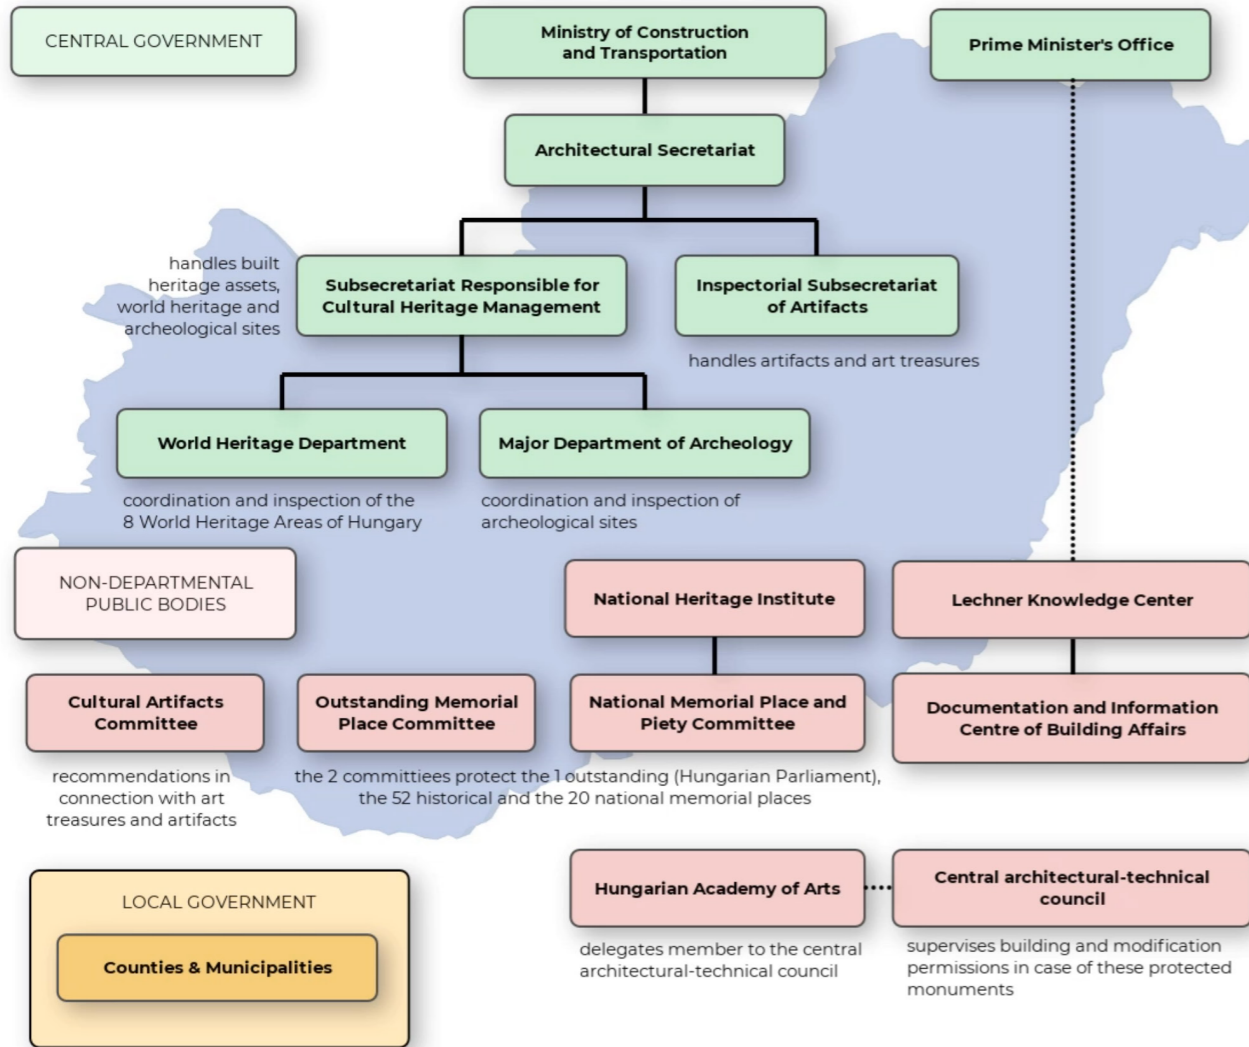 CENTRAL GOVERNMENT
Ministry of Construction
and Transportation
Prime Minister's Office
Architectural Secretariat
handles built
heritage assets,
world heritage and
archeological sites
Subsecretariat Responsible for
Cultural Heritage Management
Inspectorial Subsecretariat
of Artifacts
handles artifacts and art treasures
World Heritage Department
Major Department of Archeology
coordination and inspection of the
8 World Heritage Areas of Hungary
coordination and inspection of
archeological sites
NON-DEPARTMENTAL
PUBLIC BODIES
National Heritage Institute
Lechner Knowledge Center
Cultural Artifacts
Committee
Outstanding Memorial
Place Committee
National Memorial Place and
Piety Committee
Documentation and Information
Centre of Building Affairs
recommendations in
connection with art
treasures and artifacts
the 2 committiees protect the 1 outstanding (Hungarian Parliament),
the 52 historical and the 20 national memorial places
LOCAL GOVERNMENT
Counties & Municipalities
Hungarian Academy of Arts
Central architectural-technical
council
delegates member to the central
architectural-technical council
supervises building and modification
permissions in case of these protected
monuments